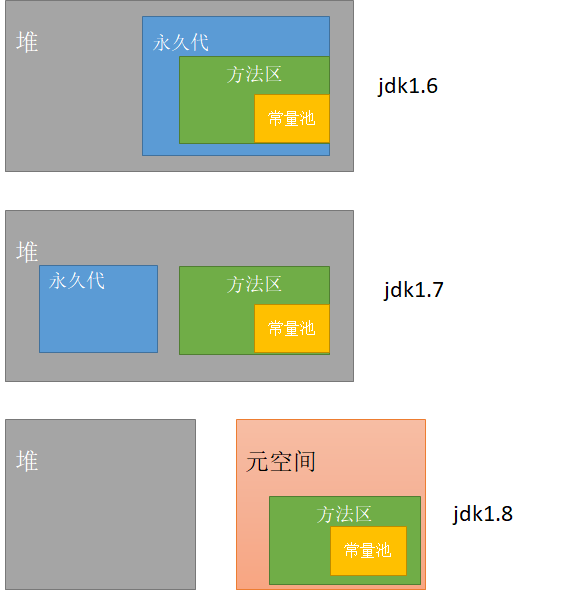 堆
永久代
方法区
常量池
jdk1.6
堆
永久代
方法区
常量池
jdk1.7
堆
元空间
方法区
常量池
jdk1.8